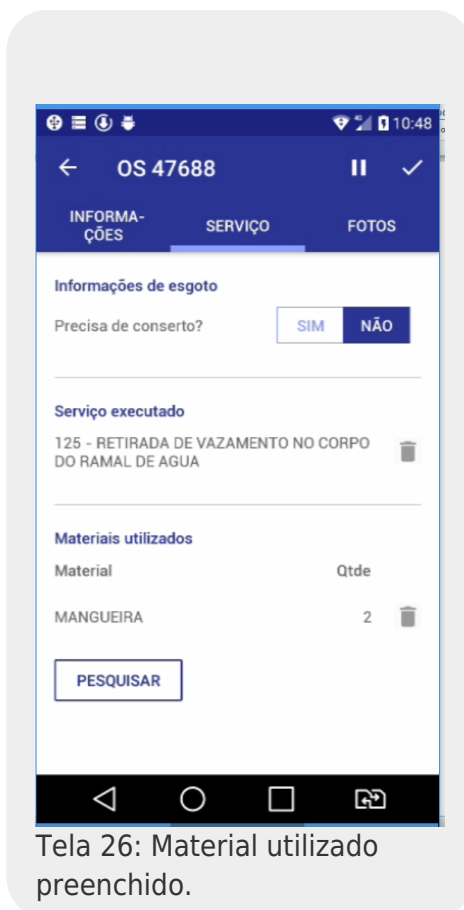 10:48
OS 47688
INFORMA-
ÇÕES
SERVIÇO
FOTOS
Informações de esgoto
Precisa de conserto?
SIM
NÃO
Serviço executado
125 - RETIRADA DE VAZAMENTO NO CORPO
DO RAMAL DE AGUA
Materiais utilizados
Material Qtde
MANGUEIRA 2
PESQUISAR
Tela 26: Material utilizado
preenchido.